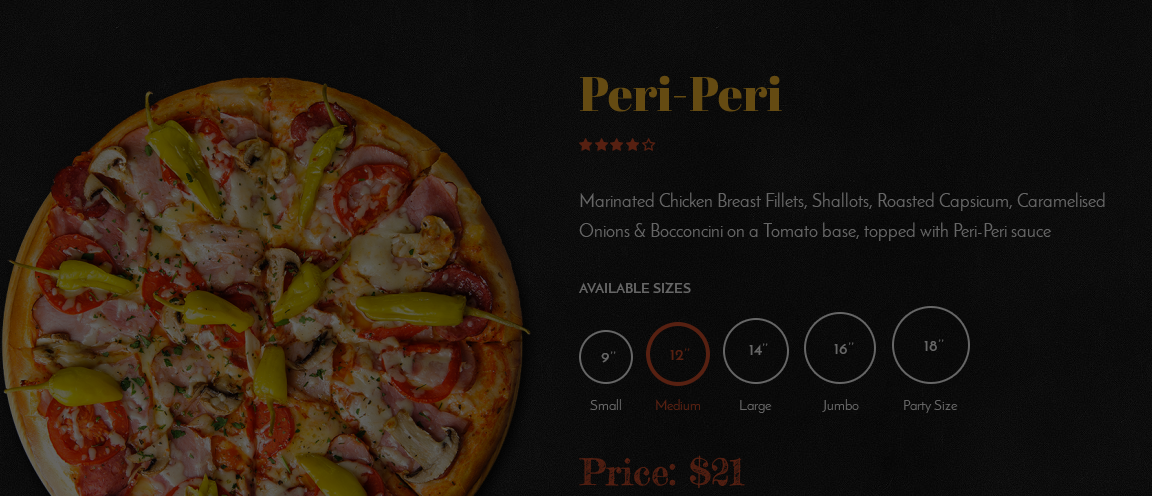 Peri-Peri
Marinated Chicken Breast Fillets, Shallots, Roasted Capsicum, Caramelised
Onions & Bocconcini on a Tomato base, topped with Peri-Peri sauce
AVAILABLE SIZES
9" 12" 14" 16" 18"
Small Medium Large Jumbo Party Size
Price: $21